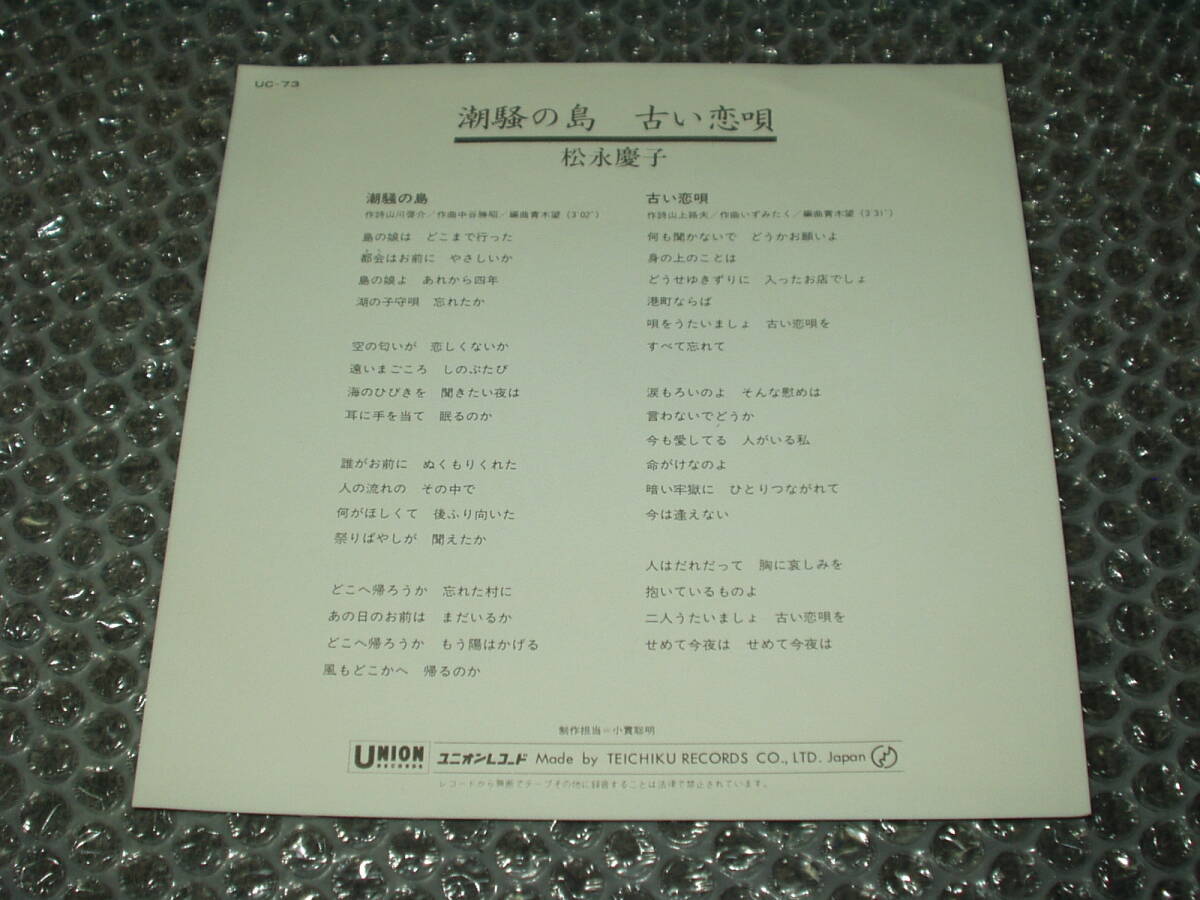 UC-73
潮騒の島　古い恋唄
松永慶子
潮騒の島
作詩山川啓介／作曲中谷勝昭／編曲青木望（3′02″）
島の娘は　どこまで行った
都会はお前に　やさしいか
島の娘よ　あれから四年
湖の子守唄　忘れたか
空の匂いが　恋しくないか
遠いまごころ　しのぶたび
海のひびきを　聞きたい夜は
耳に手を当て　眠るのか
誰がお前に　ぬくもりくれた
人の流れの　その中で
何がほしくて　後ふり向いた
祭りばやしが　聞えたか
どこへ帰ろうか　忘れた村に
あの日のお前は　まだいるか
どこへ帰ろうか　もう陽はかげる
風もどこかへ　帰るのか
古い恋唄
作詩山上路夫／作曲いずみたく／編曲青木望（3′31″）
何も聞かないで　どうかお願いよ
身の上のことは
どうせゆきずりに　入ったお店でしょ
港町ならば
唄をうたいましょ　古い恋唄を
すべて忘れて
涙もろいのよ　そんな慰めは
言わないでどうか
今も愛してる　人がいる私
命がけなのよ
暗い牢獄に　ひとりつながれて
今は逢えない
人はだれだって　胸に哀しみを
抱いているものよ
二人うたいましょ　古い恋唄を
せめて今夜は　せめて今夜は
制作担当＝小貫聡明
UNION RECORDS ユニオンレコード Made by TEICHIKU RECORDS CO., LTD. Japan
レコードから無断でテープその他に録音することは法律で禁止されています。